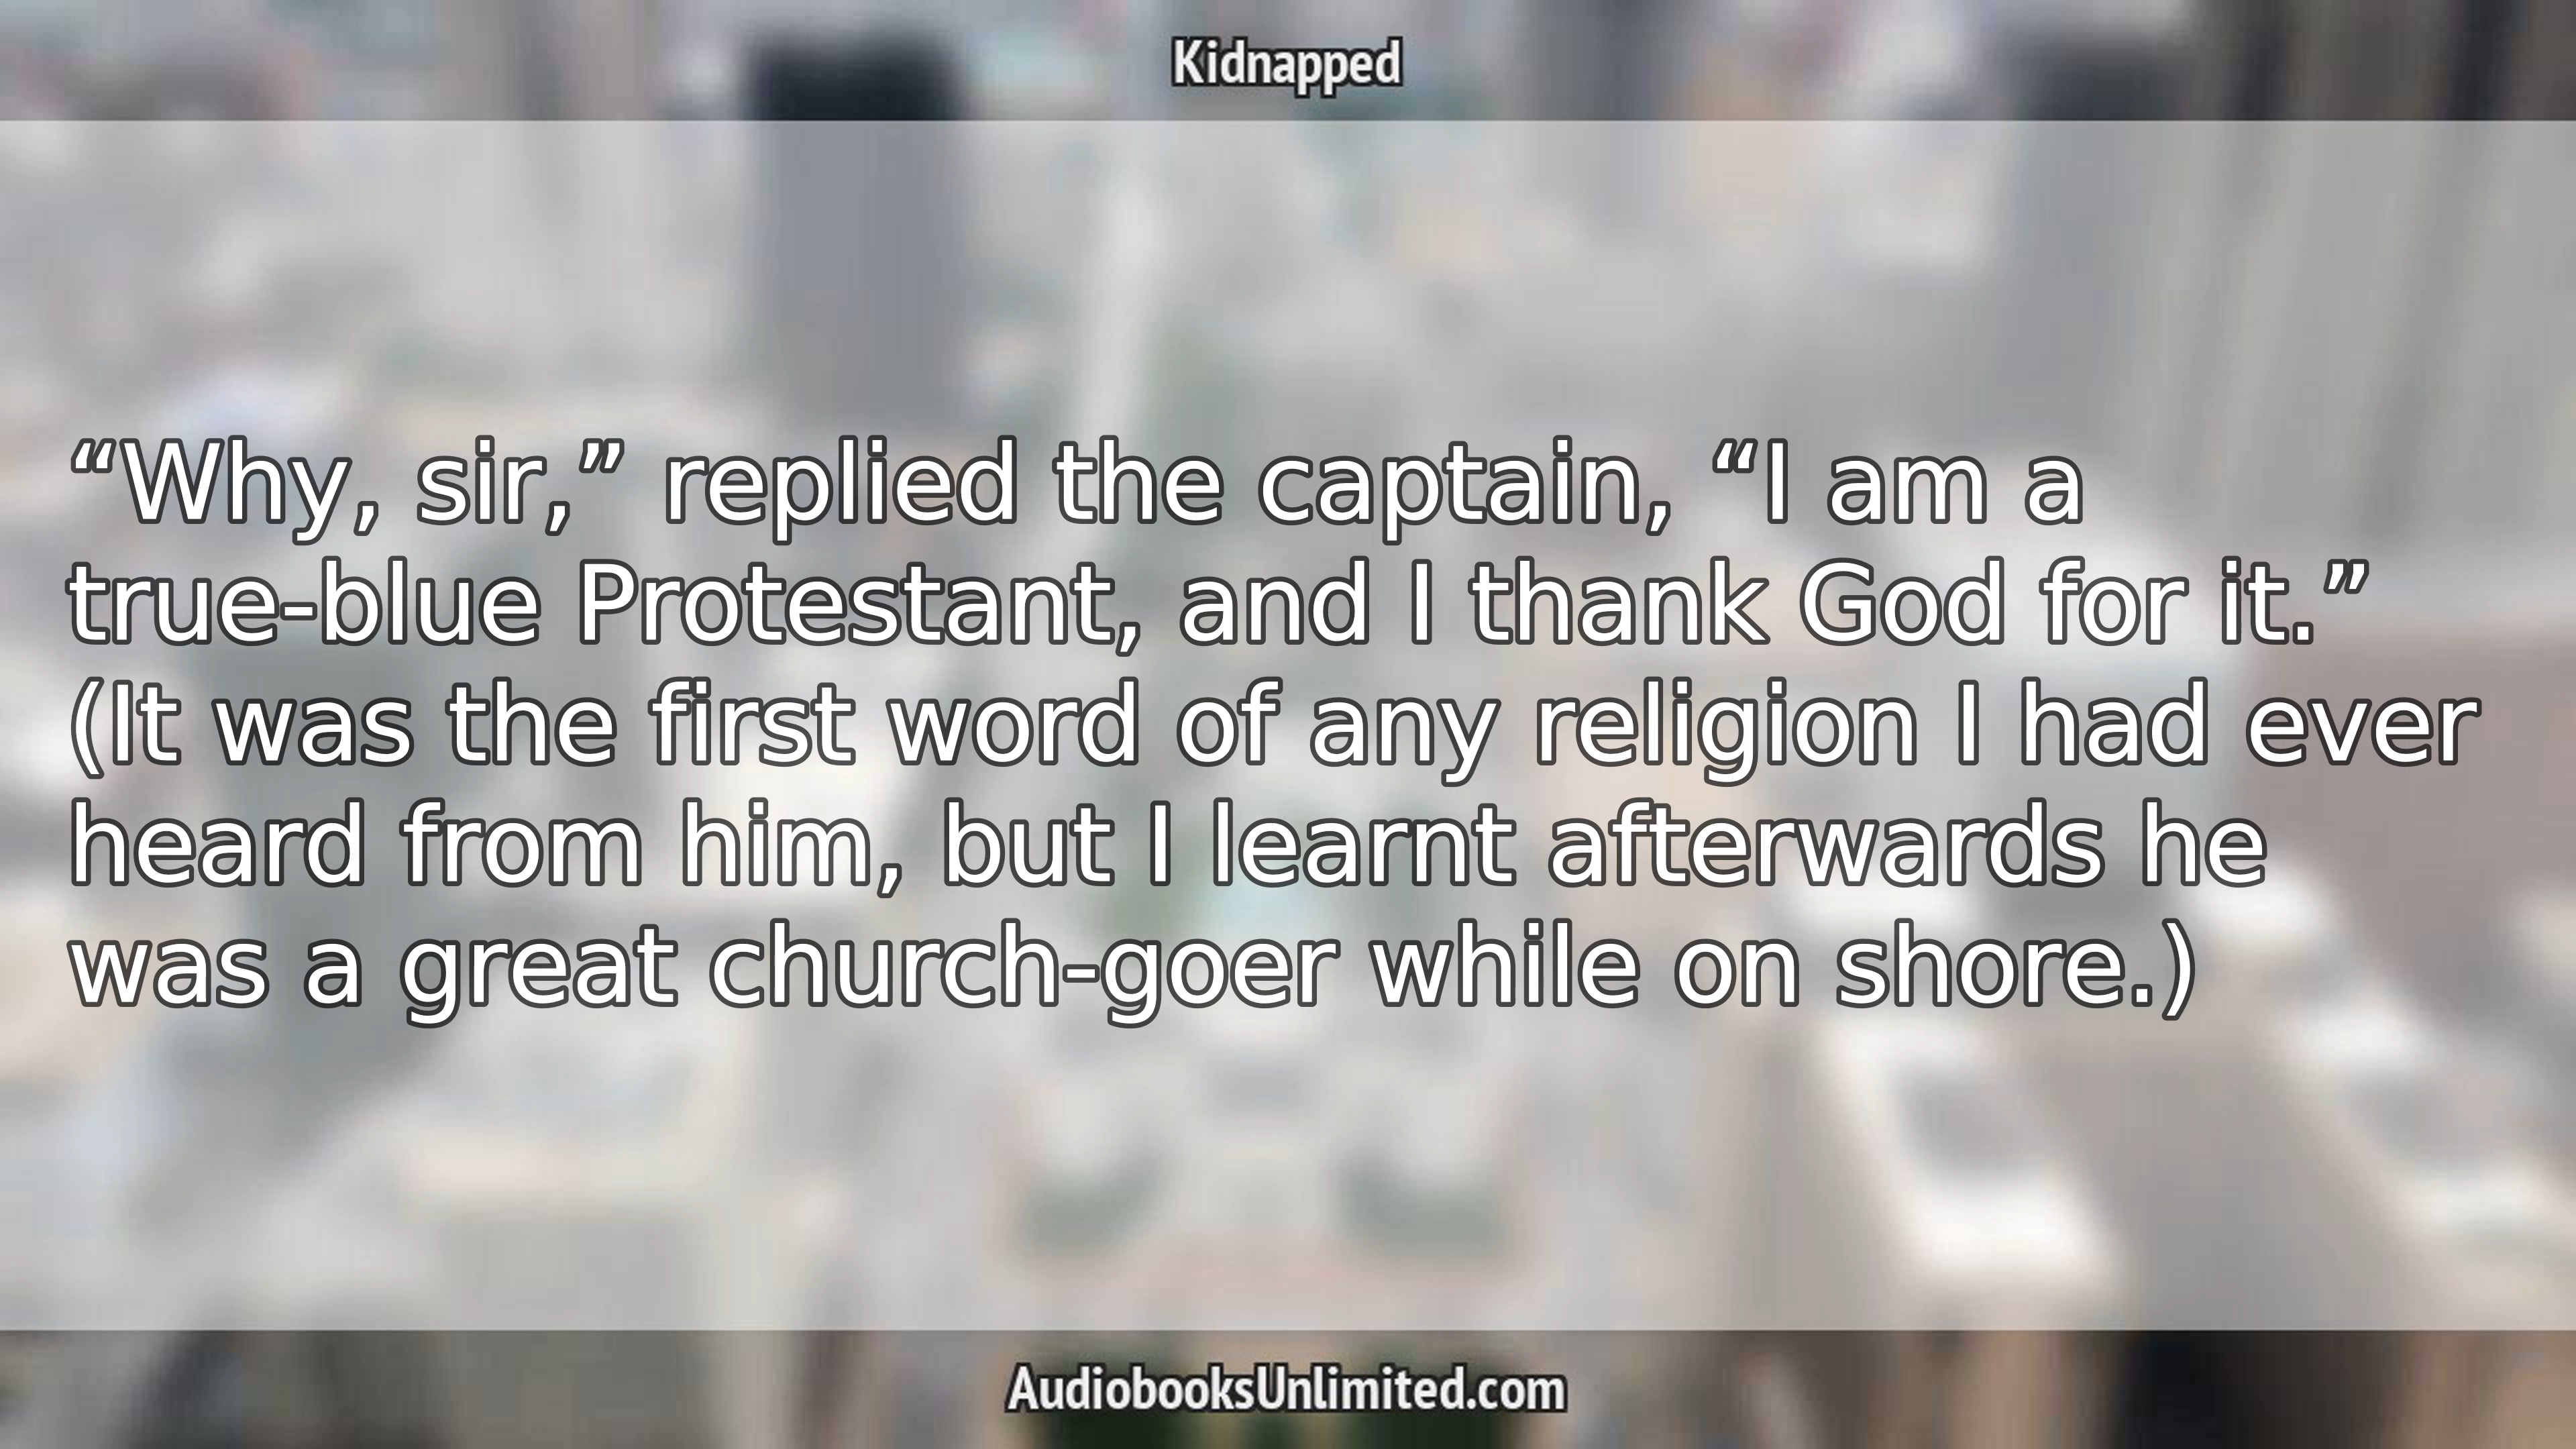 Kidnapped
“Why, sir,” replied the captain, “I am a
true-blue Protestant, and I thank God for it.”
(It was the first word of any religion I had ever
heard from him, but I learnt afterwards he
was a great church-goer while on shore.)
AudiobooksUnlimited.com